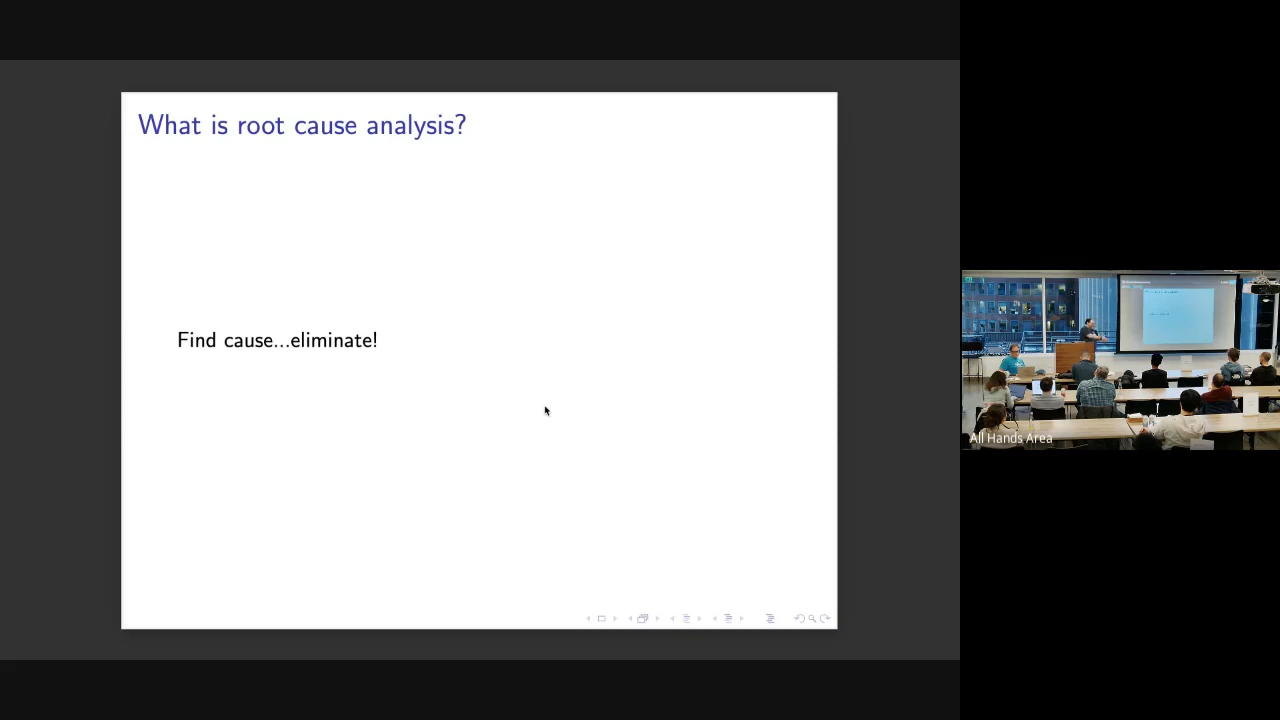 What is root cause analysis?
Find cause...eliminate!
All Hands Area